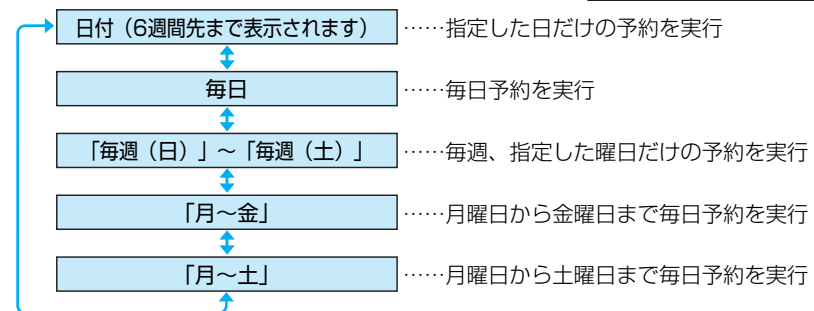 日付（6週間先まで表示されます）……指定した日だけの予約を実行
毎日……毎日予約を実行
「毎週（日）」～「毎週（土）」……毎週、指定した曜日だけの予約を実行
「月～金」……月曜日から金曜日まで毎日予約を実行
「月～土」……月曜日から土曜日まで毎日予約を実行